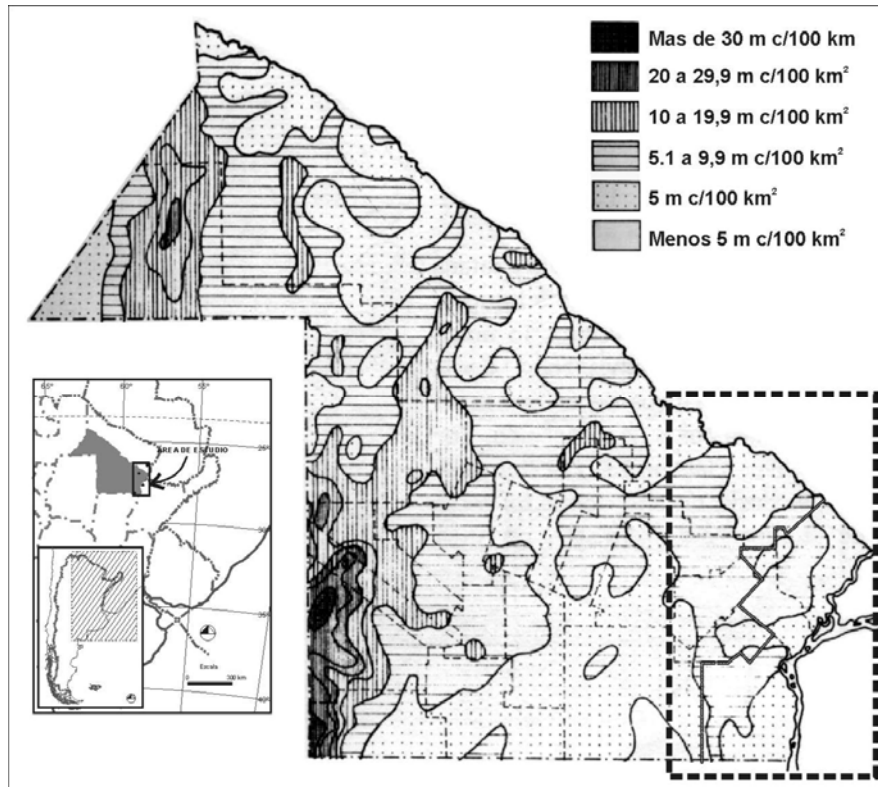 Mas de 30 m c/100 km
20 a 29,9 m c/100 km²
10 a 19,9 m c/100 km²
5.1 a 9,9 m c/100 km²
5 m c/100 km²
Menos 5 m c/100 km²
65° 60° 55°
25°
ÁREA DE ESTUDIO
30°
35°
Escala
0 300 km
40°